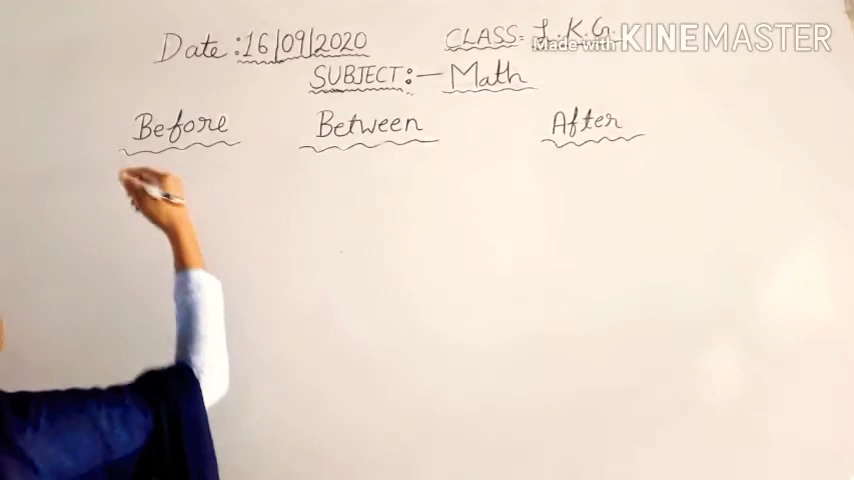 Date :16/09/2020 CLASS= L.K.G.
Made with KINEMASTER
SUBJECT:— Math
Before Between After